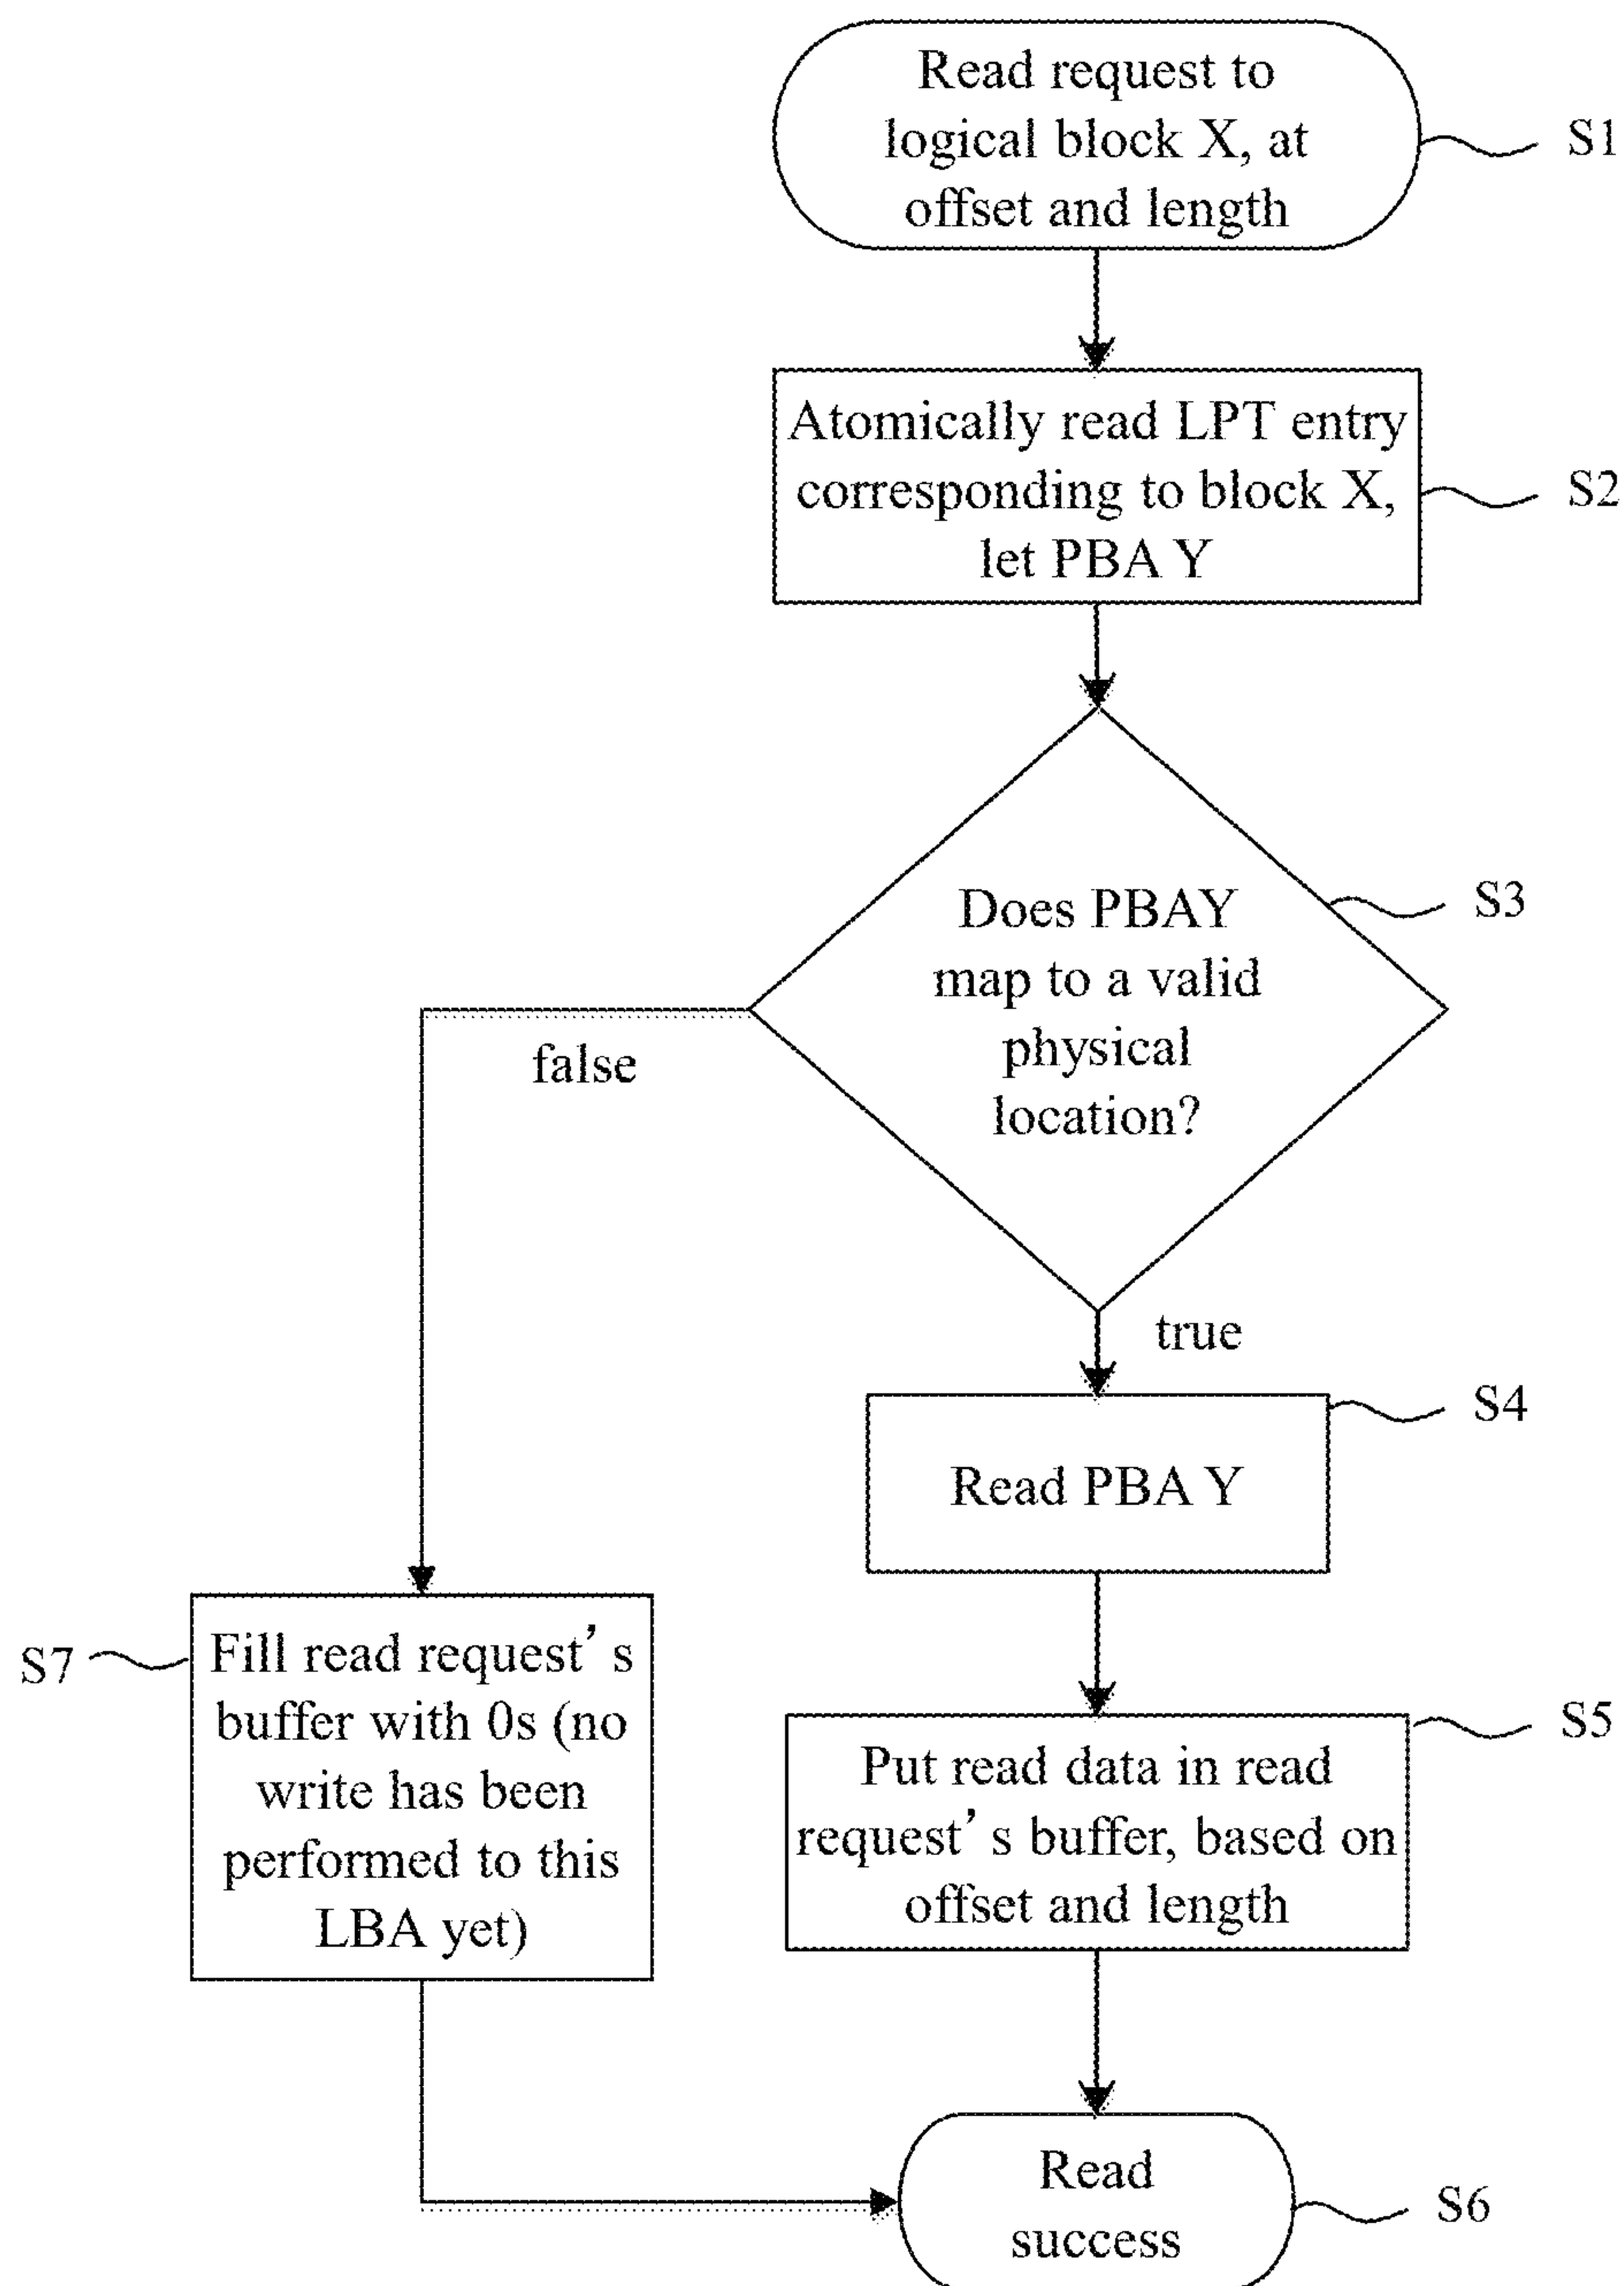 Read request to
logical block X, at
offset and length
S1
Atomically read LPT entry
corresponding to block X,
let PBA Y
S2
Does PBAY
map to a valid
physical
location?
S3
false
true
Read PBA Y
S4
Fill read request's
buffer with 0s (no
write has been
performed to this
LBA yet)
S7
Put read data in read
request's buffer, based on
offset and length
S5
Read
success
S6